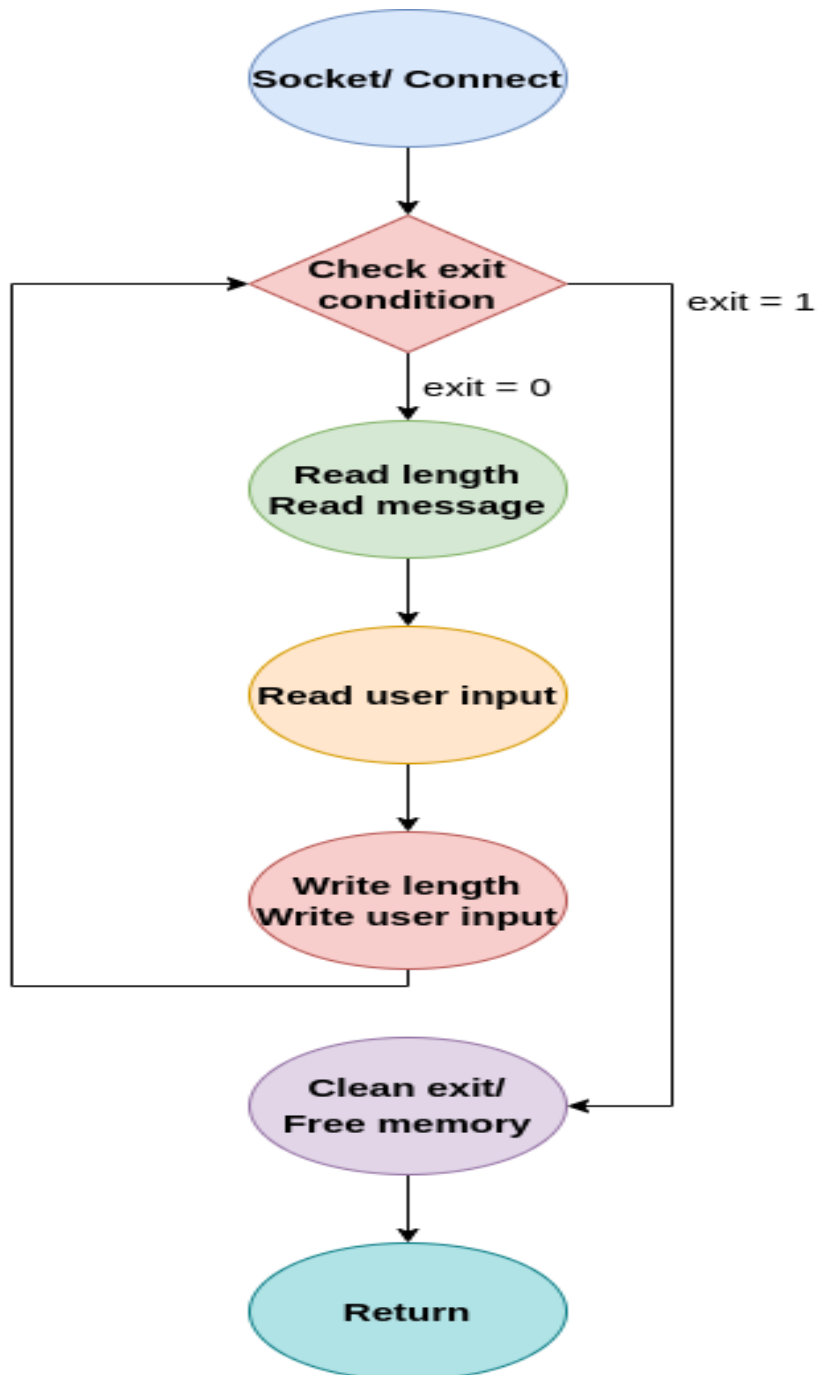 Socket/ Connect
Check exit
condition
exit = 1
exit = 0
Read length
Read message
Read user input
Write length
Write user input
Clean exit/
Free memory
Return